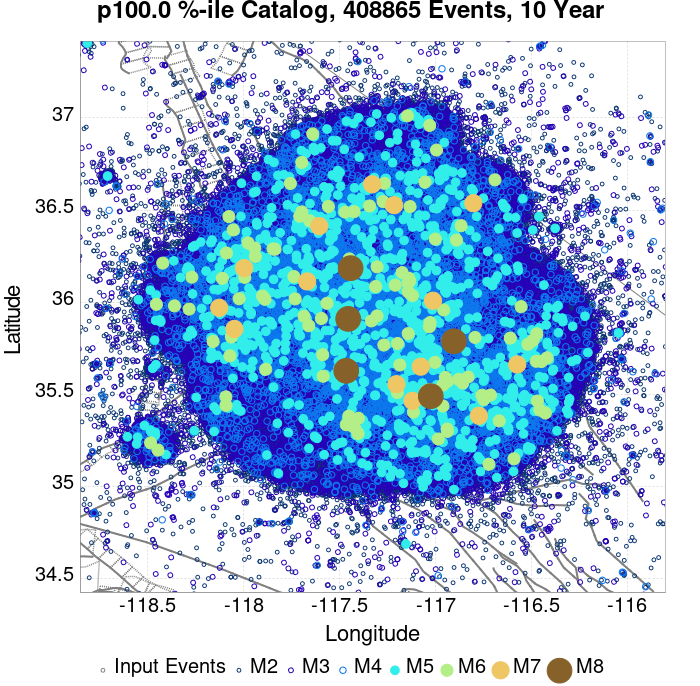 p100.0 %-ile Catalog, 408865 Events, 10 Year
Latitude
37
36.5
36
35.5
35
34.5
-118.5 -118 -117.5 -117 -116.5 -116
Longitude
Input Events M2 M3 M4 M5 M6 M7 M8